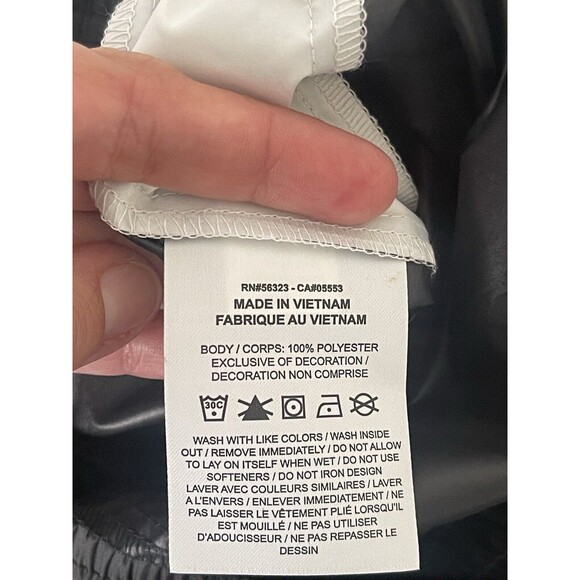 RN#56323 - CA#05553
MADE IN VIETNAM
FABRIQUE AU VIETNAM
BODY / CORPS: 100% POLYESTER
EXCLUSIVE OF DECORATION /
DECORATION NON COMPRISE
30C
WASH WITH LIKE COLORS / WASH INSIDE
OUT / REMOVE IMMEDIATELY / DO NOT ALLOW
TO LAY ON ITSELF WHEN WET / DO NOT USE
SOFTENERS / DO NOT IRON DESIGN
LAVER AVEC COULEURS SIMILAIRES / LAVER
A L'ENVERS / ENLEVER IMMEDIATEMENT / NE
PAS LAISSER LE VÊTEMENT PLIÉ LORSQU'IL
EST MOUILLÉ / NE PAS UTILISER
D'ADOUCISSEUR / NE PAS REPASSER LE
DESSIN